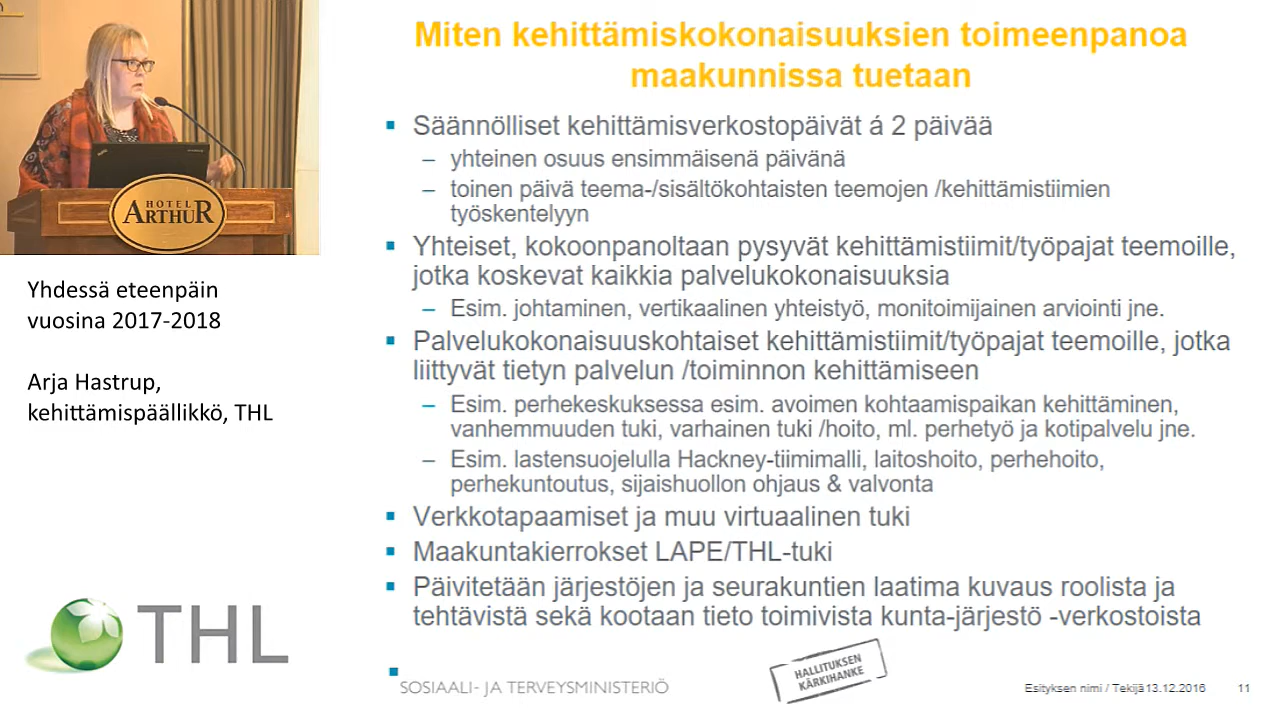 Miten kehittämiskokonaisuuksien toimeenpanoa
maakunnissa tuetaan
HOTEL
ARTHUR
Yhdessä eteenpäin
vuosina 2017-2018
Arja Hastrup,
kehittämispäällikkö, THL
THL
Säännölliset kehittämisverkostopäivät á 2 päivää
– yhteinen osuus ensimmäisenä päivänä
– toinen päivä teema-/sisältökohtaisten teemojen /kehittämistiimien
työskentelyyn
Yhteiset, kokoonpanoltaan pysyvät kehittämistiimit/työpajat teemoille,
jotka koskevat kaikkia palvelukokonaisuuksia
– Esim. johtaminen, vertikaalinen yhteistyö, monitoimijainen arviointi jne.
Palvelukokonaisuuskohtaiset kehittämistiimit/työpajat teemoille, jotka
liittyvät tietyn palvelun /toiminnon kehittämiseen
– Esim. perhekeskuksessa esim. avoimen kohtaamispaikan kehittäminen,
vanhemmuuden tuki, varhainen tuki /hoito, ml. perhetyö ja kotipalvelu jne.
– Esim. lastensuojelulla Hackney-tiimimalli, laitoshoito, perhehoito,
perhekuntoutus, sijaishuollon ohjaus & valvonta
Verkkotapaamiset ja muu virtuaalinen tuki
Maakuntakierrokset LAPE/THL-tuki
Päivitetään järjestöjen ja seurakuntien laatima kuvaus roolista ja
tehtävistä sekä kootaan tieto toimivista kunta-järjestö -verkostoista
SOSIAALI- JA TERVEYSMINISTERIÖ
HALLITUKSEN
KÄRKIHANKE
Esityksen nimi / Tekijä 13.12.2016 11